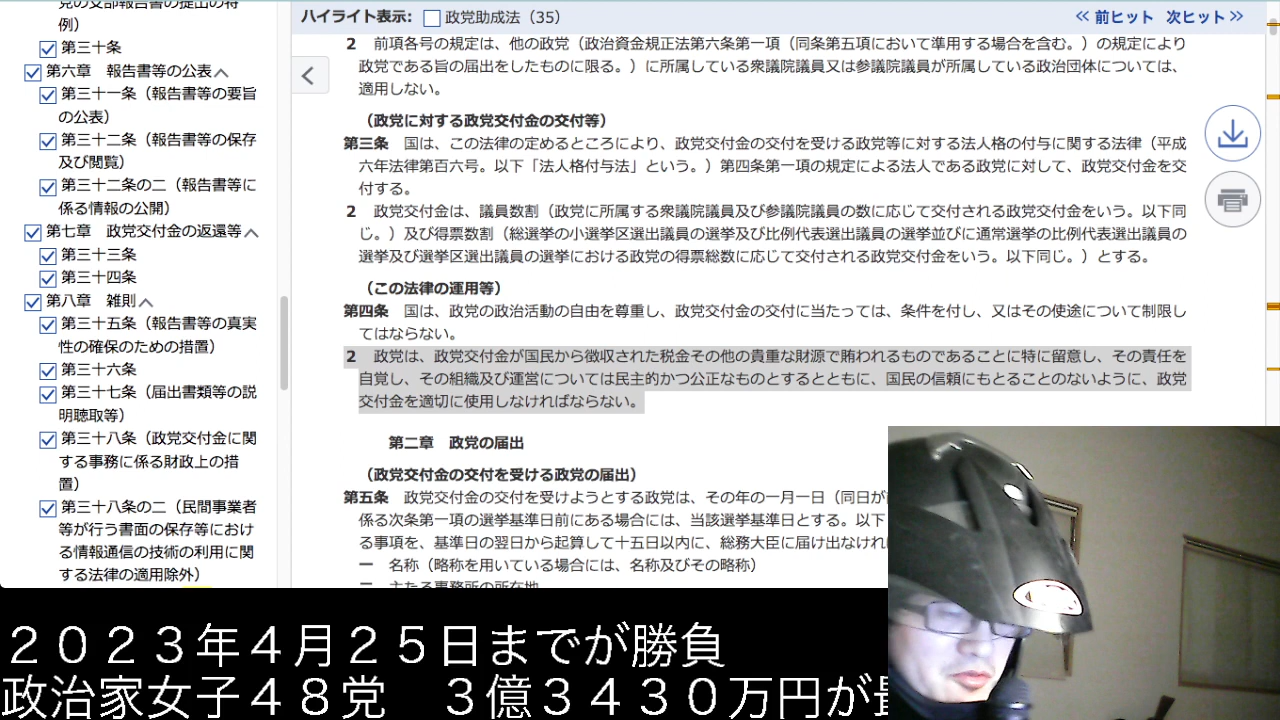 党の支部報告書の提出の特
例）
第三十条
第六章　報告書等の公表
第三十一条（報告書等の要旨
の公表）
第三十二条（報告書等の保存
及び閲覧）
第三十二条の二（報告書等に
係る情報の公開）
第七章　政党交付金の返還等
第三十三条
第三十四条
第八章　雑則
第三十五条（報告書等の真実
性の確保のための措置）
第三十六条
第三十七条（届出書類等の説
明聴取等）
第三十八条（政党交付金に関
する事務に係る財政上の措
置）
第三十八条の二（民間事業者
等が行う書面の保存等におけ
る情報通信の技術の利用に関
する法律の適用除外）
ハイライト表示: 政党助成法（35）
前ヒット 次ヒット
2　前項各号の規定は、他の政党（政治資金規正法第六条第一項（同条第五項において準用する場合を含む。）の規定により
政党である旨の届出をしたものに限る。）に所属している衆議院議員又は参議院議員が所属している政治団体については、
適用しない。
（政党に対する政党交付金の交付等）
第三条　国は、この法律の定めるところにより、政党交付金の交付を受ける政党等に対する法人格の付与に関する法律（平成
六年法律第百六号。以下「法人格付与法」という。）第四条第一項の規定による法人である政党に対して、政党交付金を交
付する。
2　政党交付金は、議員数割（政党に所属する衆議院議員及び参議院議員の数に応じて交付される政党交付金をいう。以下同
じ。）及び得票数割（総選挙の小選挙区選出議員の選挙及び比例代表選出議員の選挙並びに通常選挙の比例代表選出議員の
選挙及び選挙区選出議員の選挙における政党の得票総数に応じて交付される政党交付金をいう。以下同じ。）とする。
（この法律の運用等）
第四条　国は、政党の政治活動の自由を尊重し、政党交付金の交付に当たっては、条件を付し、又はその使途について制限し
てはならない。
2　政党は、政党交付金が国民から徴収された税金その他の貴重な財源で賄われるものであることに特に留意し、その責任を
自覚し、その組織及び運営については民主的かつ公正なものとするとともに、国民の信頼にもとることのないように、政党
交付金を適切に使用しなければならない。
第二章　政党の届出
（政党交付金の交付を受ける政党の届出）
第五条　政党交付金の交付を受けようとする政党は、その年の一月一日（同日が
係る次条第一項の選挙基準日前にある場合には、当該選挙基準日とする。以下
る事項を、基準日の翌日から起算して十五日以内に、総務大臣に届け出なけれ
一　名称（略称を用いている場合には、名称及びその略称）
二　主たる事務所の所在地
２０２３年４月２５日までが勝負
政治家女子４８党　３億３４３０万円が